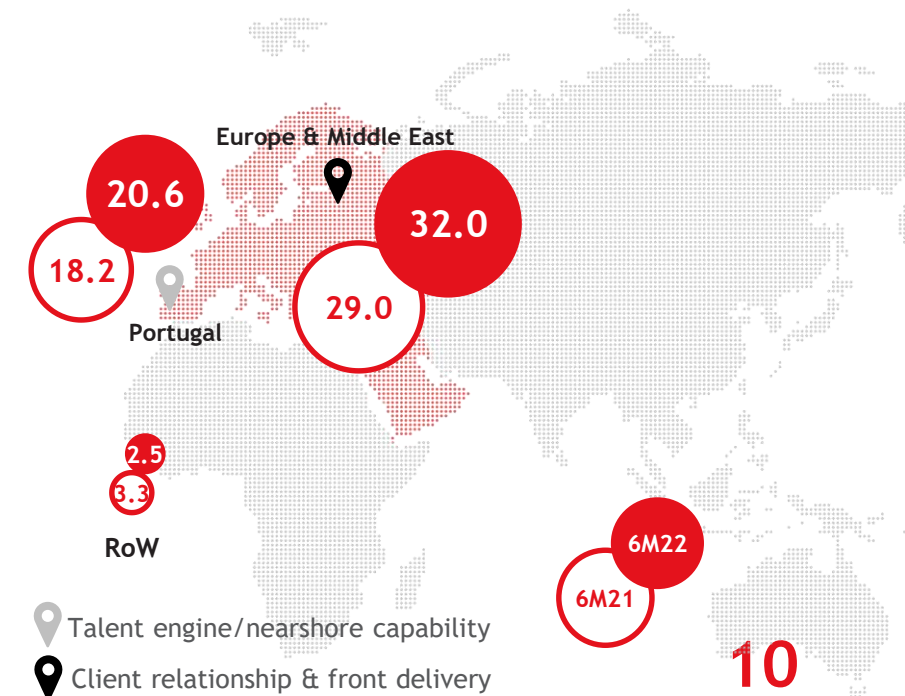 Europe & Middle East
20.6
32.0
18.2
29.0
Portugal
2.5
3.3
RoW
6M22
6M21
Talent engine/nearshore capability
10
Client relationship & front delivery